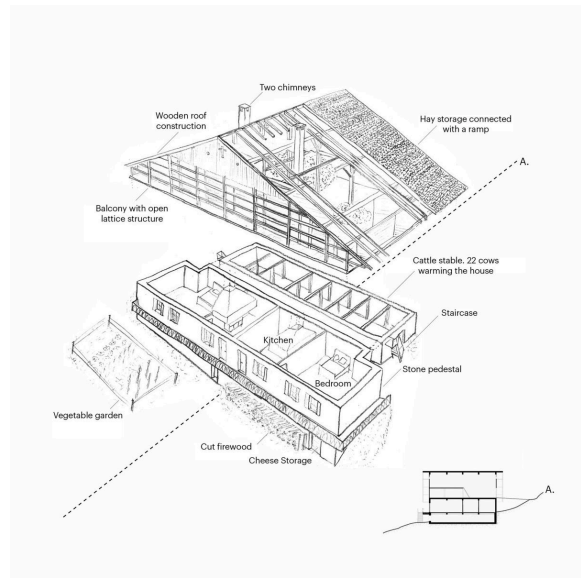 Two chimneys
Wooden roof
construction
Hay storage connected
with a ramp
A.
Balcony with open
lattice structure
Cattle stable. 22 cows
warming the house
Staircase
Kitchen
Stone pedestal
Bedroom
Vegetable garden
Cut firewood
Cheese Storage
A.